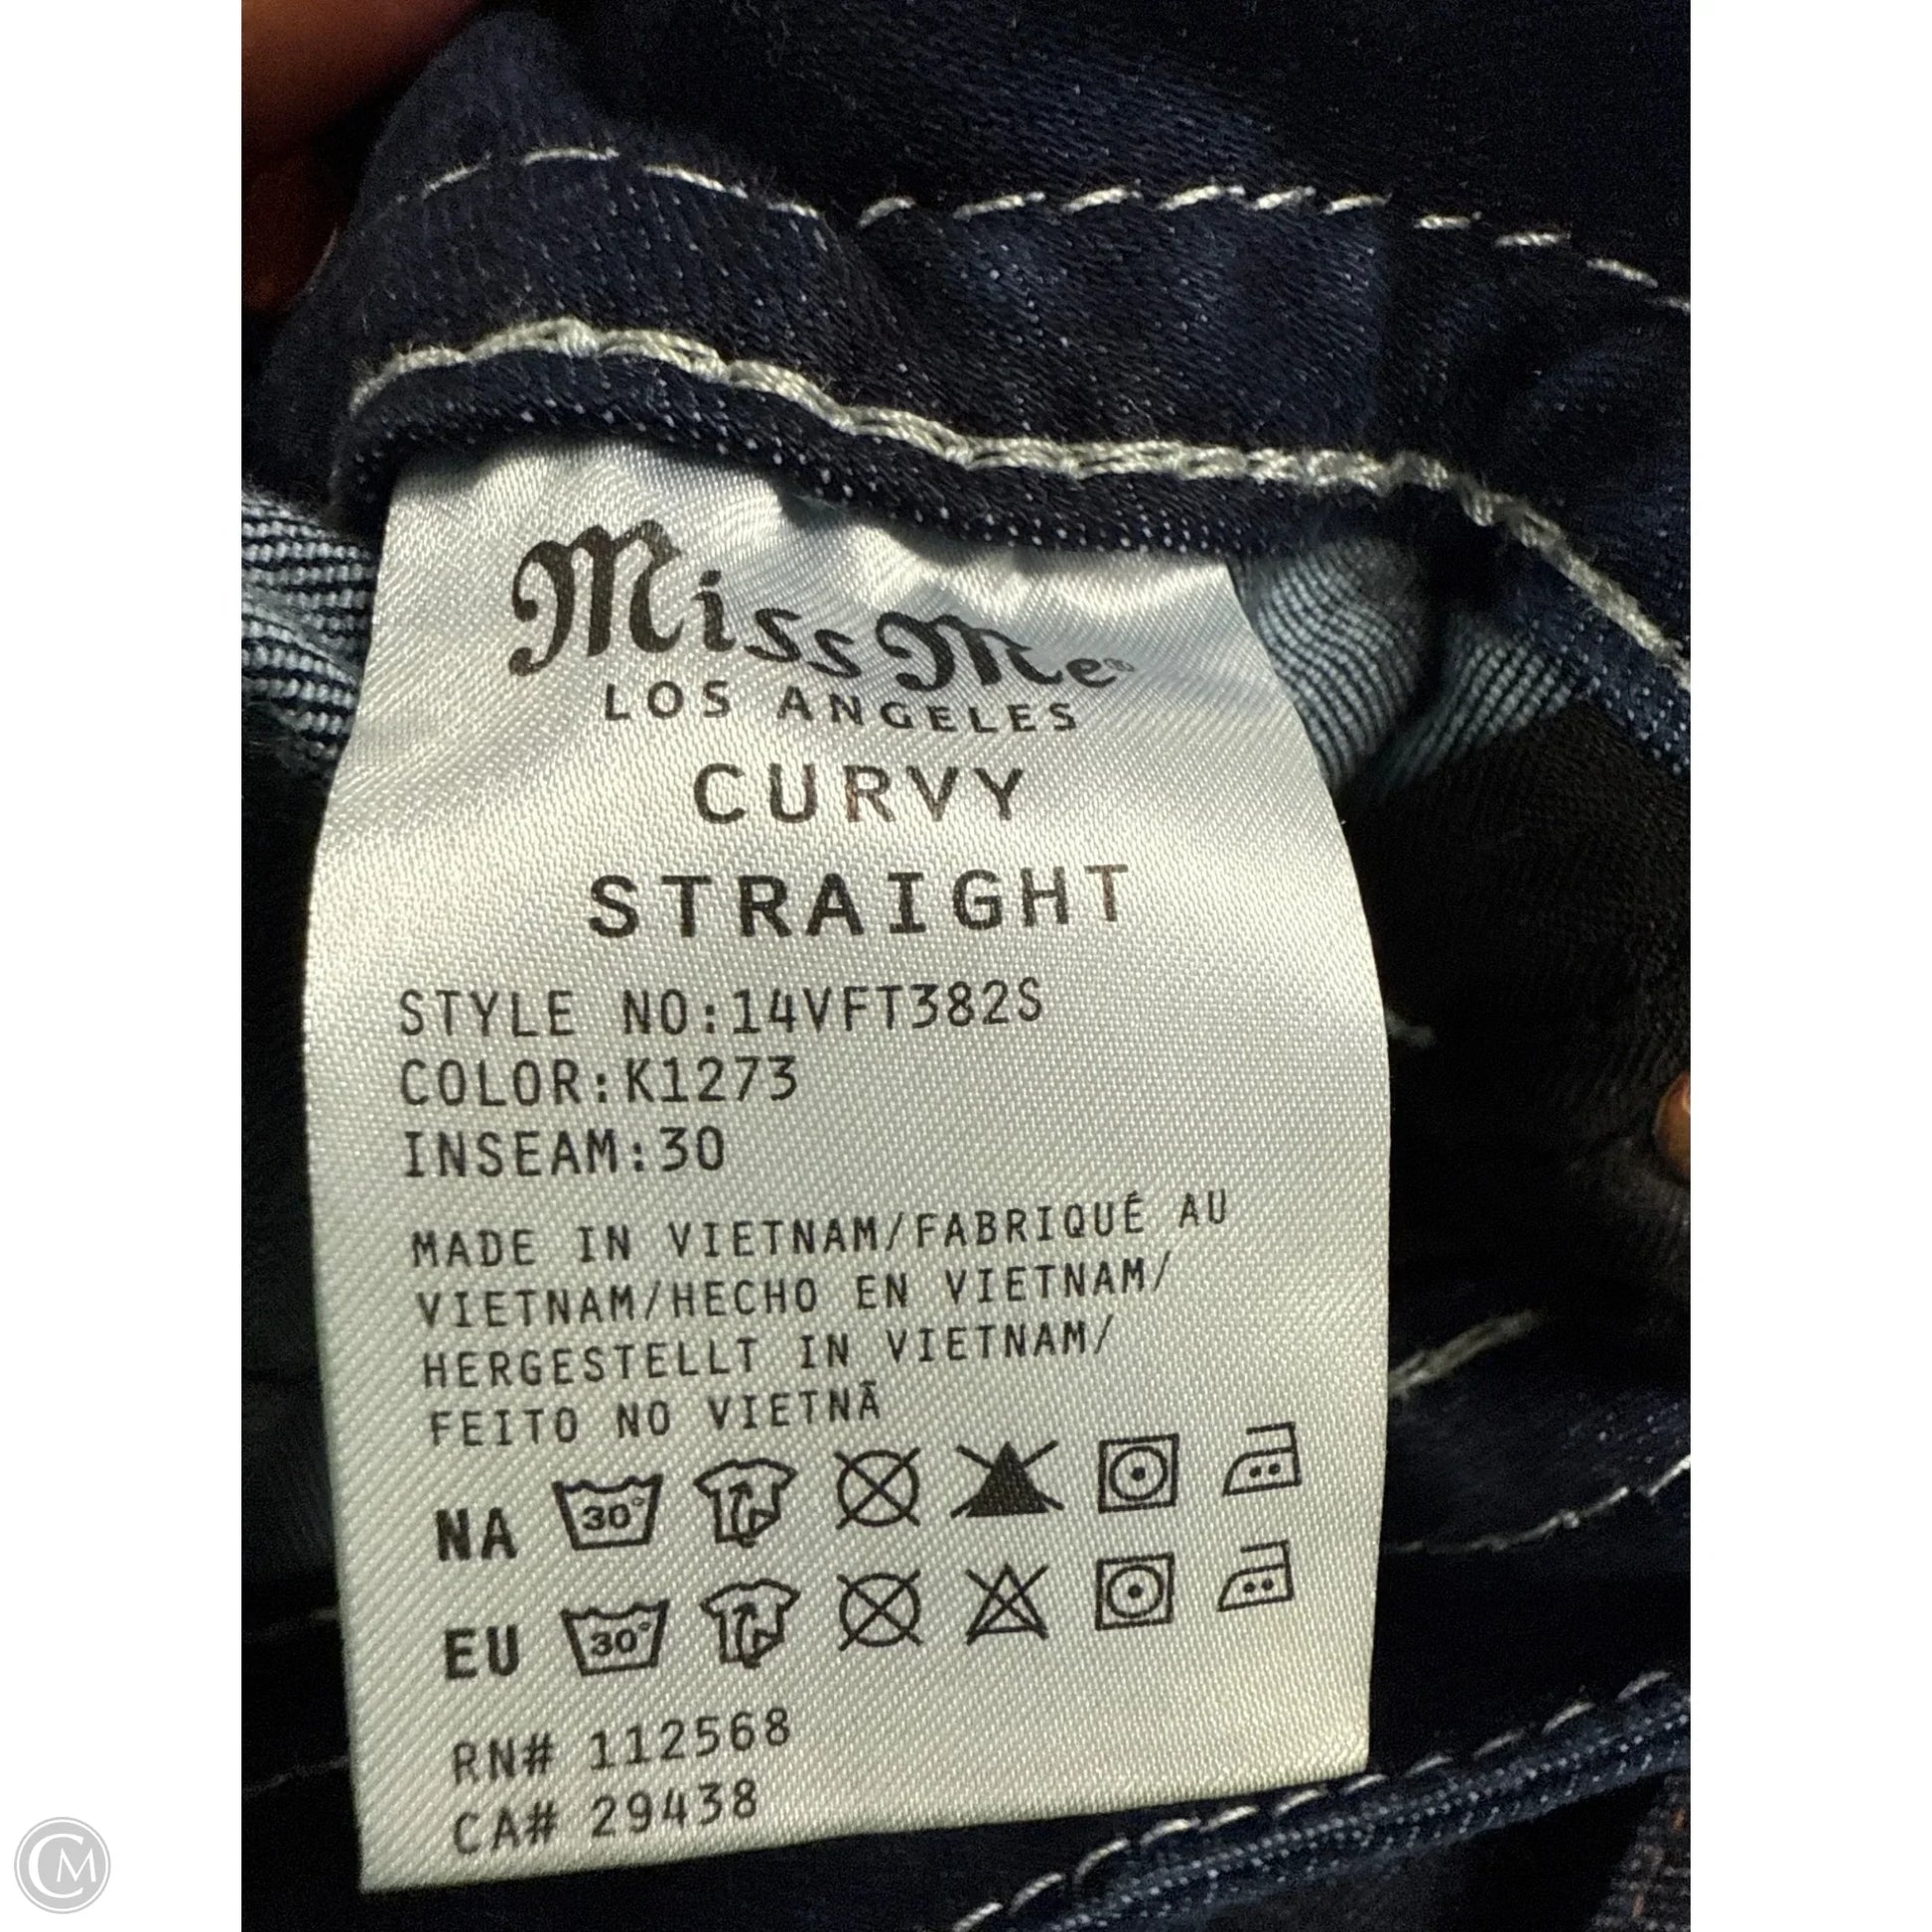 Miss Me®
LOS ANGELES
CURVY
STRAIGHT
STYLE NO:14VFT382S
COLOR:K1273
INSEAM:30
MADE IN VIETNAM/FABRIQUÉ AU
VIETNAM/HECHO EN VIETNAM/
HERGESTELLT IN VIETNAM/
FEITO NO VIETNÃ
NA 30°
EU 30°
RN# 112568
CA# 29438
CM